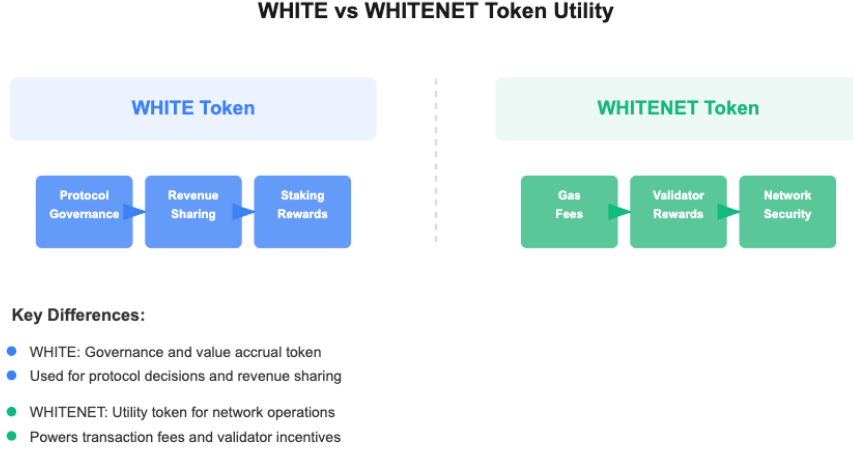 WHITE vs WHITENET Token Utility
WHITE Token
WHITENET Token
Protocol
Governance
Revenue
Sharing
Staking
Rewards
Gas
Fees
Validator
Rewards
Network
Security
Key Differences:
WHITE: Governance and value accrual token
Used for protocol decisions and revenue sharing
WHITENET: Utility token for network operations
Powers transaction fees and validator incentives